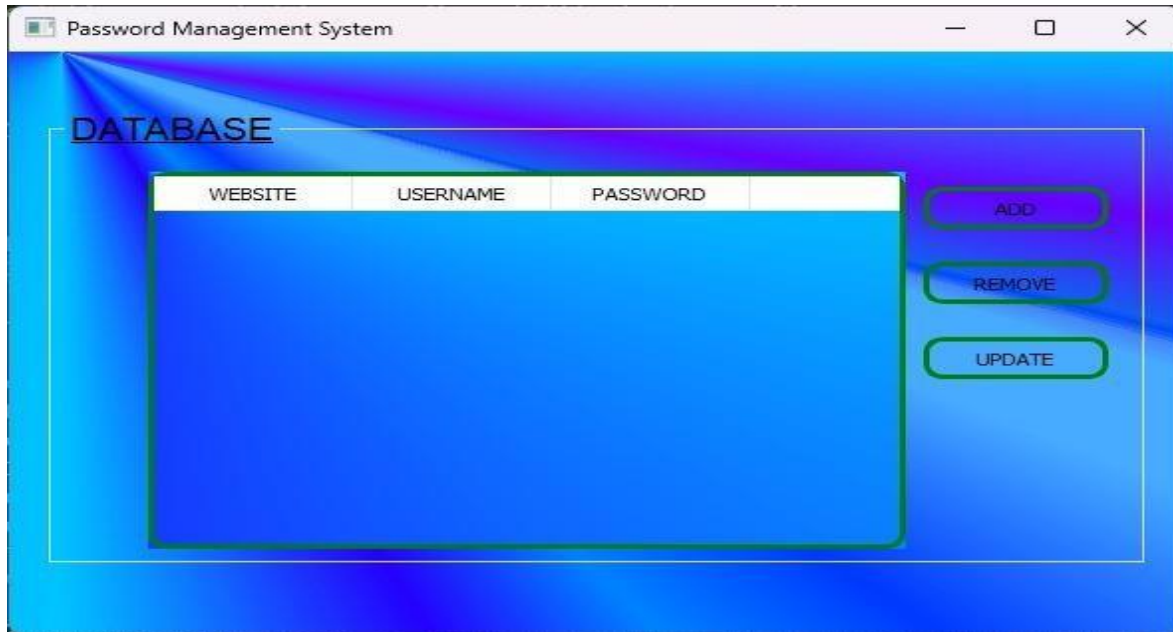 Password Management System
DATABASE
WEBSITE USERNAME PASSWORD
ADD
REMOVE
UPDATE